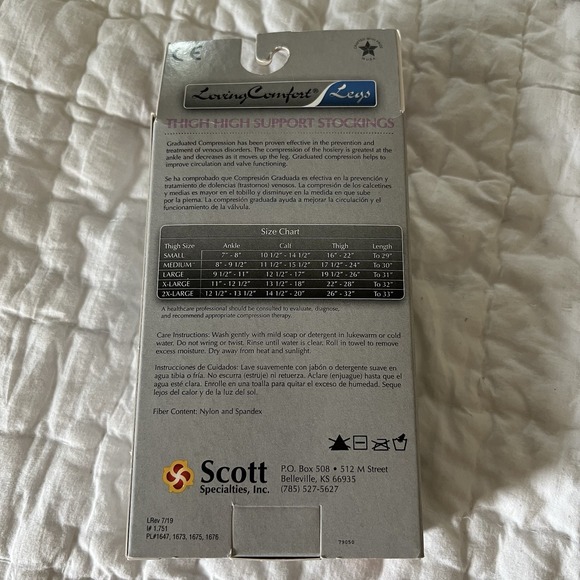 CE
LovingComfort® Legs
THIGH HIGH SUPPORT STOCKINGS
Graduated Compression has been proven effective in the prevention and
treatment of venous disorders. The compression of the hosiery is greatest at the
ankle and decreases as it moves up the leg. Graduated compression helps to
improve circulation and valve functioning.
Se ha comprobado que Compresión Graduada es efectiva en la prevención y
tratamiento de dolencias (trastornos) venosos. La compresión de los calcetines
y medias es mayor en el tobillo y disminuye en la medida en que sube
por la pierna. La compresión graduada ayuda a mejorar la circulación y el
funcionamiento de la válvula.
Size Chart
Thigh Size Ankle Calf Thigh Length
SMALL 7" - 8" 10 1/2" - 14 1/2" 16" - 22" To 29"
MEDIUM 8" - 9 1/2" 11 1/2" - 15 1/2" 17 1/2" - 24" To 30"
LARGE 9 1/2" - 11" 12 1/2" - 17" 19 1/2" - 26" To 31"
X-LARGE 11" - 12 1/2" 13 1/2" - 18" 22" - 28" To 32"
2X-LARGE 12 1/2" - 13 1/2" 14 1/2" - 20" 26" - 32" To 33"
A healthcare professional should be consulted to evaluate, diagnose,
and recommend appropriate compression therapy.
Care Instructions: Wash gently with mild soap or detergent in lukewarm or cold
water. Do not wring or twist. Rinse until water is clear. Roll in towel to remove
excess moisture. Dry away from heat and sunlight.
Instrucciones de Cuidados: Lave suavemente con jabón o detergente suave en
agua tibia o fría. No escurra (estruje) ni retuerza. Aclare (enjuague) hasta que el
agua esté clara. Enrolle en una toalla para quitar el exceso de humedad. Seque
lejos del calor y de la luz del sol.
Fiber Content: Nylon and Spandex
Scott
Specialties, Inc.
P.O. Box 508 • 512 M Street
Belleville, KS 66935
(785) 527-5627
LRev 7/19
I# 1.751
PL#1647, 1673, 1675, 1676